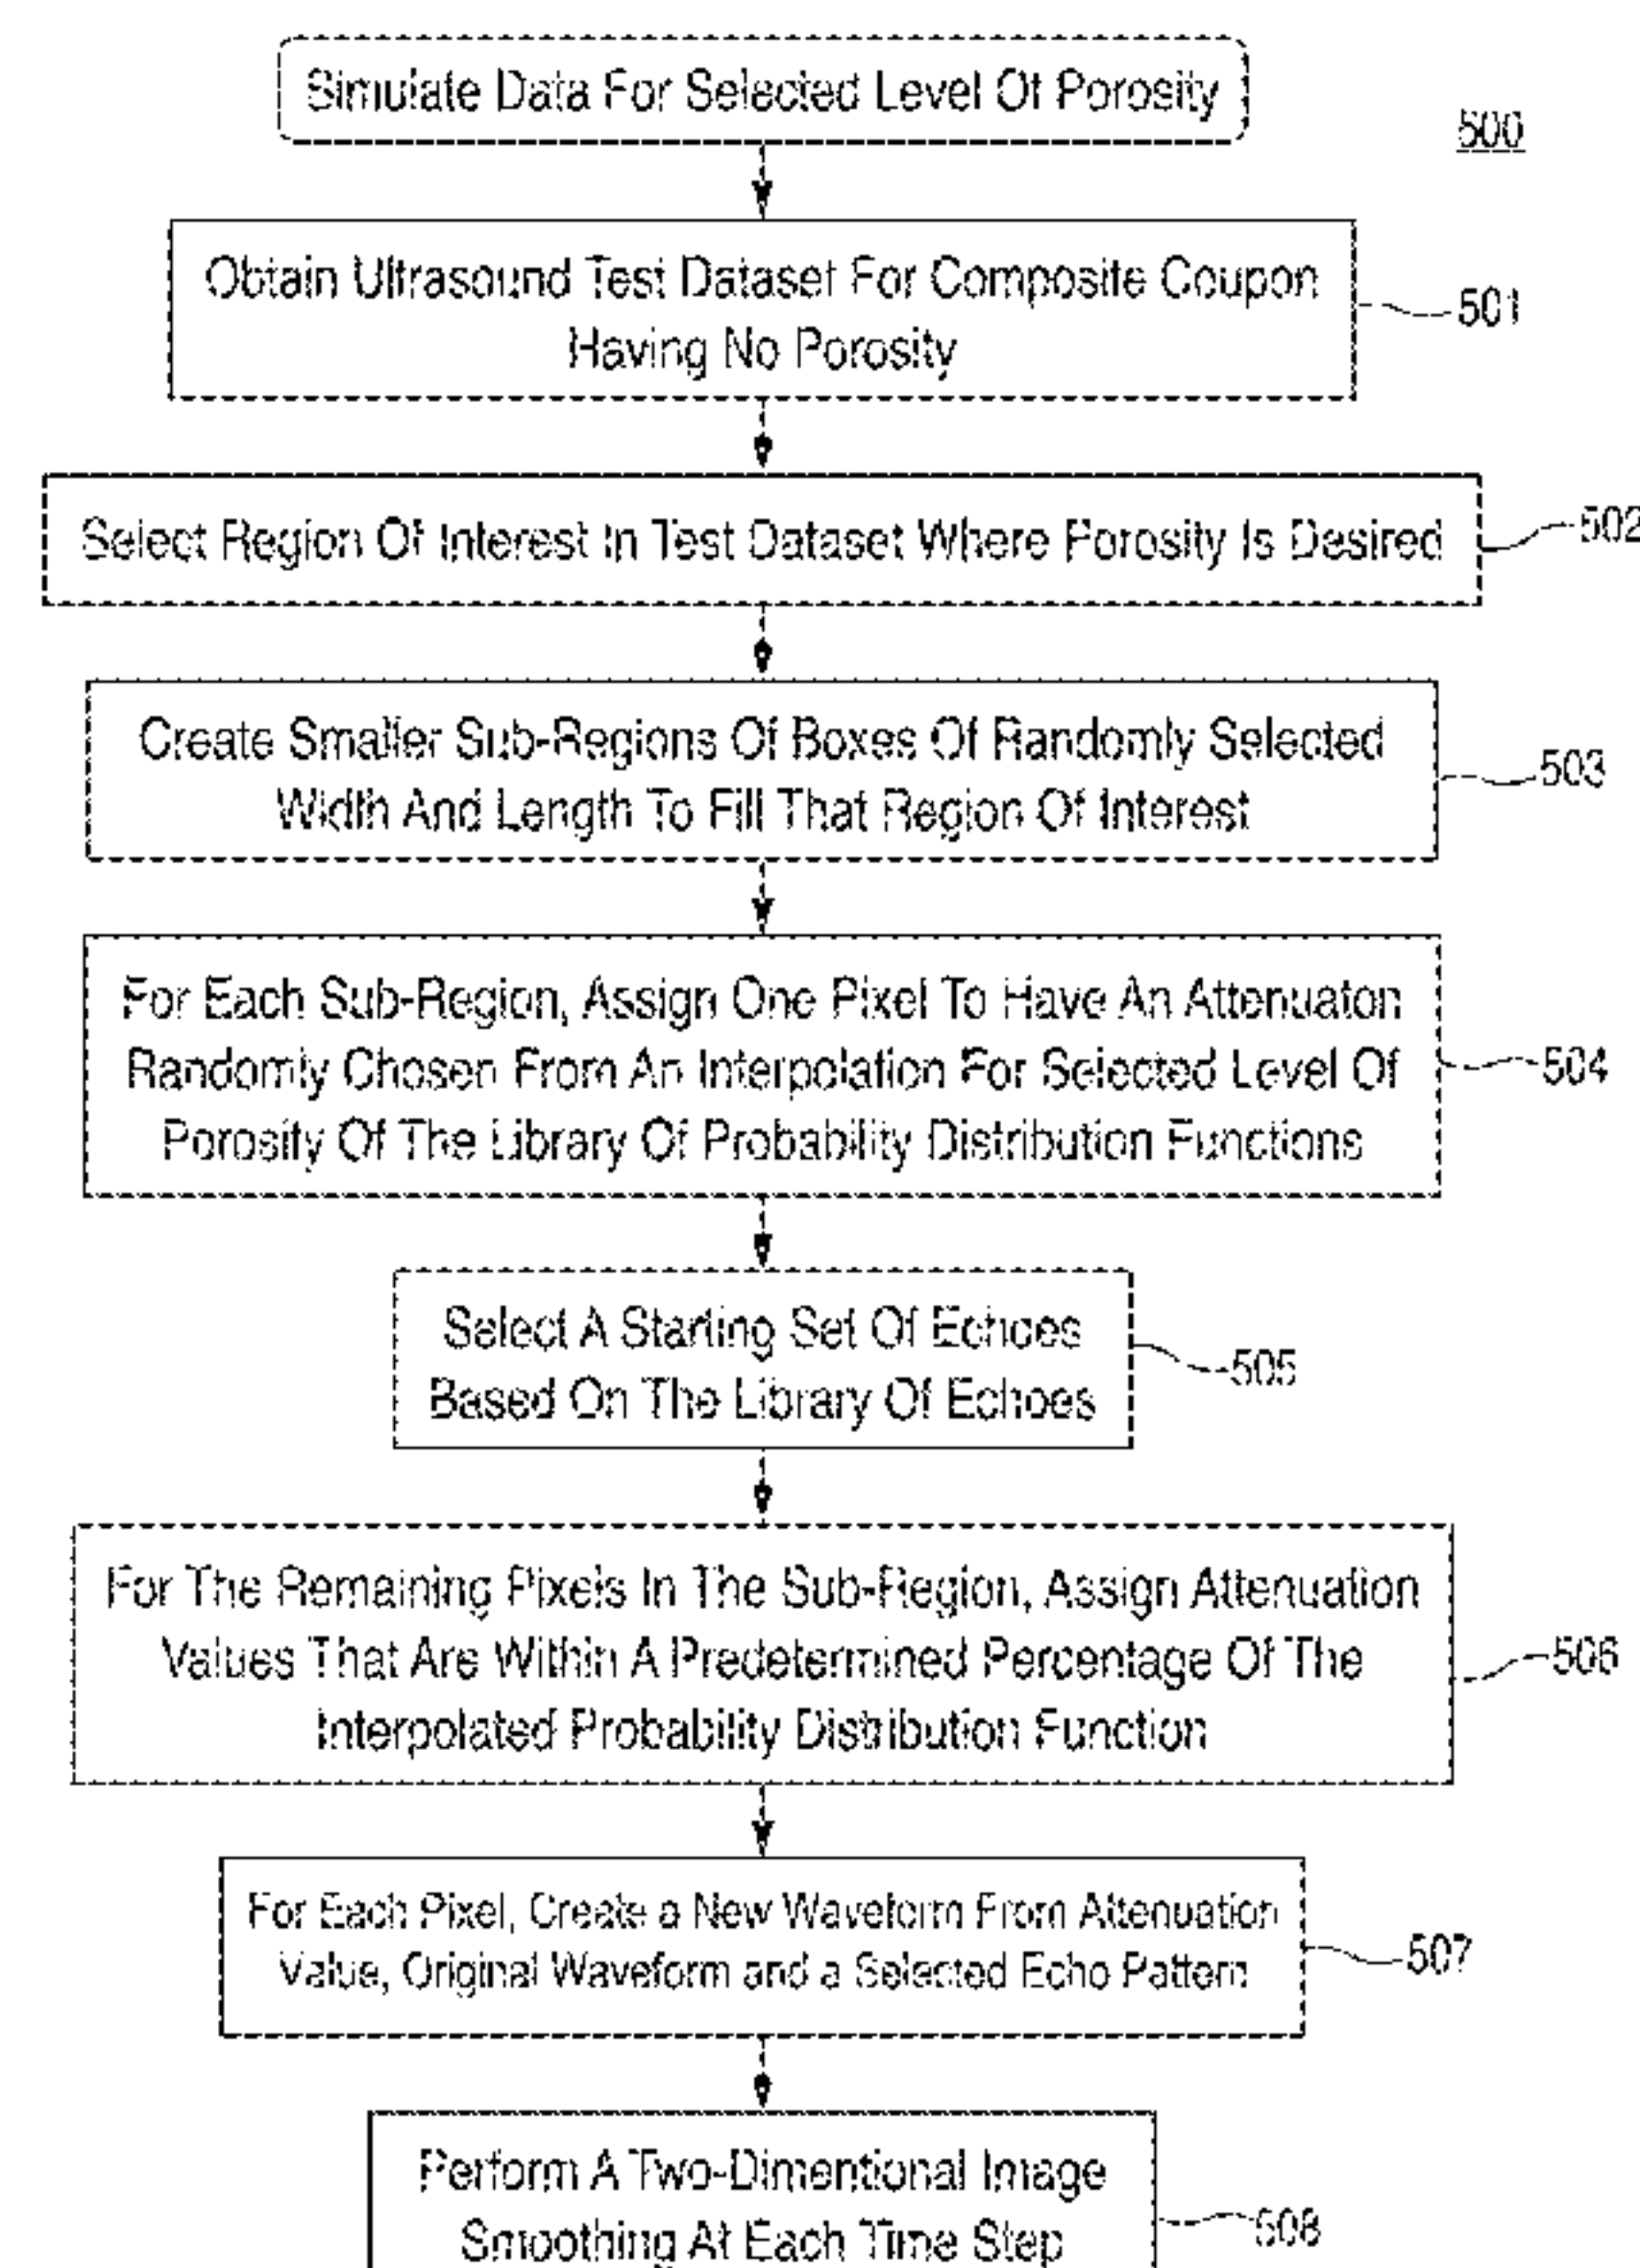 Simulate Data For Selected Level Of Porosity
500
Obtain Ultrasound Test Dataset For Composite Coupon
Having No Porosity
501
Select Region Of Interest In Test Dataset Where Porosity Is Desired
502
Create Smaller Sub-Regions Of Boxes Of Randomly Selected
Width And Length To Fill That Region Of Interest
503
For Each Sub-Region, Assign One Pixel To Have An Attenuaton
Randomly Chosen From An Interpolation For Selected Level Of
Porosity Of The Library Of Probability Distribution Functions
504
Select A Starting Set Of Echoes
Based On The Library Of Echoes
505
For The Remaining Pixels In The Sub-Region, Assign Attenuation
Values That Are Within A Predetermined Percentage Of The
Interpolated Probability Distribution Function
506
For Each Pixel, Create a New Waveform From Attenuation
Value, Original Waveform and a Selected Echo Pattern
507
Perform A Two-Dimentional Image
Smoothing At Each Time Step
508